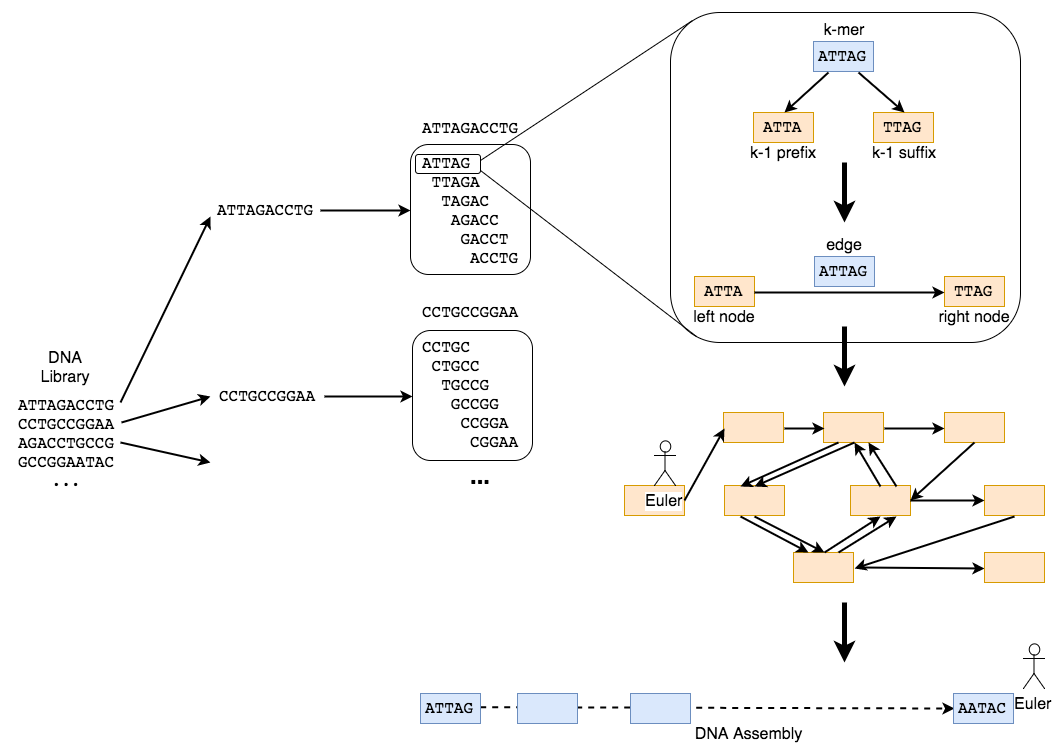 DNA
Library
ATTAGACCTG
CCTGCCGGAA
AGACCTGCCG
GCCGGAATAC
...
ATTAGACCTG
CCTGCCGGAA
ATTAGACCTG
ATTAG
TTAGA
TAGAC
AGACC
GACCT
ACCTG
CCTGCCGGAA
CCTGC
CTGCC
TGCCG
GCCGG
CCGGA
CGGAA
...
k-mer
ATTAG
ATTA
TTAG
k-1 prefix
k-1 suffix
edge
ATTAG
ATTA
TTAG
left node
right node
Euler
ATTAG
AATAC
Euler
DNA Assembly